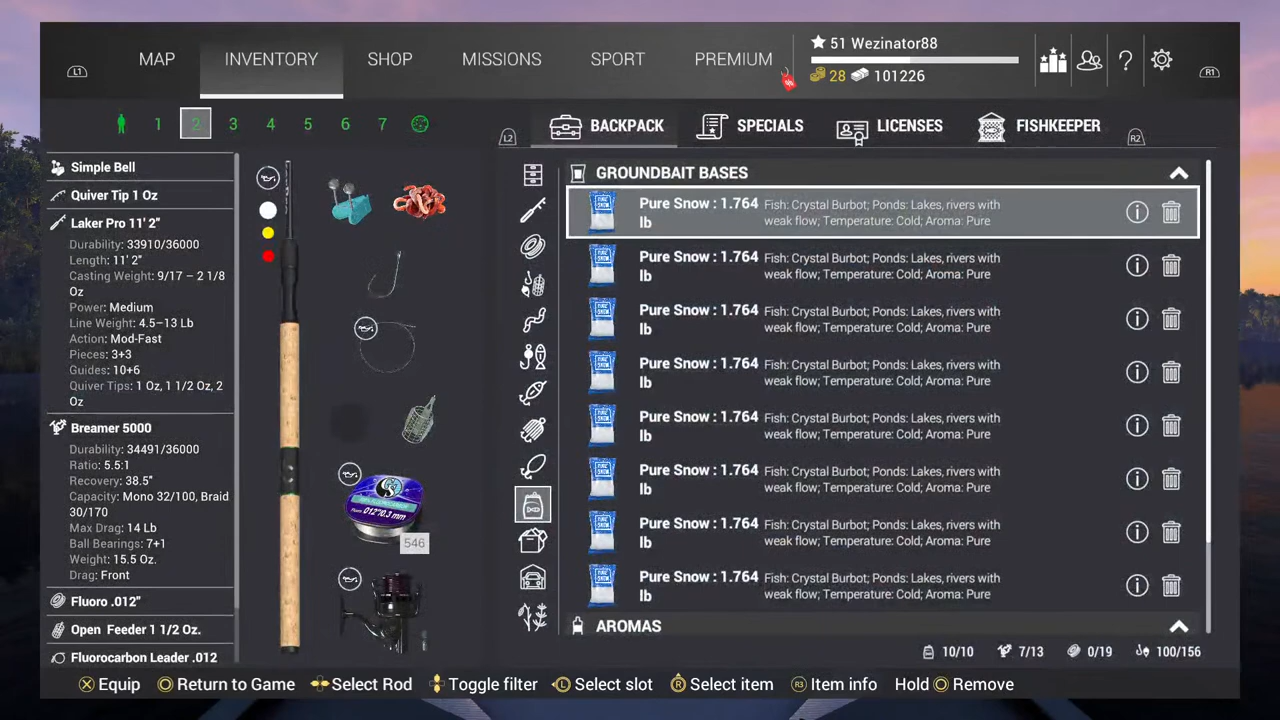 L1
MAP
INVENTORY
SHOP
MISSIONS
SPORT
PREMIUM
51 Wezinator88
28
101226
?
R1
1
2
3
4
5
6
7
L2
BACKPACK
SPECIALS
LICENSES
FISHKEEPER
R2
Simple Bell
Quiver Tip 1 Oz
Laker Pro 11' 2"
Durability: 33910/36000
Length: 11' 2"
Casting Weight: 9/17 – 2 1/8
Oz
Power: Medium
Line Weight: 4.5–13 Lb
Action: Mod-Fast
Pieces: 3+3
Guides: 10+6
Quiver Tips: 1 Oz, 1 1/2 Oz, 2
Oz
Breamer 5000
Durability: 34491/36000
Ratio: 5.5:1
Recovery: 38.5"
Capacity: Mono 32/100, Braid
30/170
Max Drag: 14 Lb
Ball Bearings: 7+1
Weight: 15.5 Oz.
Drag: Front
Fluoro .012"
Open Feeder 1 1/2 Oz.
Fluorocarbon Leader .012
546
GROUNDBAIT BASES
Pure Snow : 1.764
lb
Fish: Crystal Burbot; Ponds: Lakes, rivers with
weak flow; Temperature: Cold; Aroma: Pure
Pure Snow : 1.764
lb
Fish: Crystal Burbot; Ponds: Lakes, rivers with
weak flow; Temperature: Cold; Aroma: Pure
Pure Snow : 1.764
lb
Fish: Crystal Burbot; Ponds: Lakes, rivers with
weak flow; Temperature: Cold; Aroma: Pure
Pure Snow : 1.764
lb
Fish: Crystal Burbot; Ponds: Lakes, rivers with
weak flow; Temperature: Cold; Aroma: Pure
Pure Snow : 1.764
lb
Fish: Crystal Burbot; Ponds: Lakes, rivers with
weak flow; Temperature: Cold; Aroma: Pure
Pure Snow : 1.764
lb
Fish: Crystal Burbot; Ponds: Lakes, rivers with
weak flow; Temperature: Cold; Aroma: Pure
Pure Snow : 1.764
lb
Fish: Crystal Burbot; Ponds: Lakes, rivers with
weak flow; Temperature: Cold; Aroma: Pure
Pure Snow : 1.764
lb
Fish: Crystal Burbot; Ponds: Lakes, rivers with
weak flow; Temperature: Cold; Aroma: Pure
AROMAS
10/10
7/13
0/19
100/156
Equip
Return to Game
Select Rod
Toggle filter
L Select slot
R Select item
R3 Item info
Hold
Remove